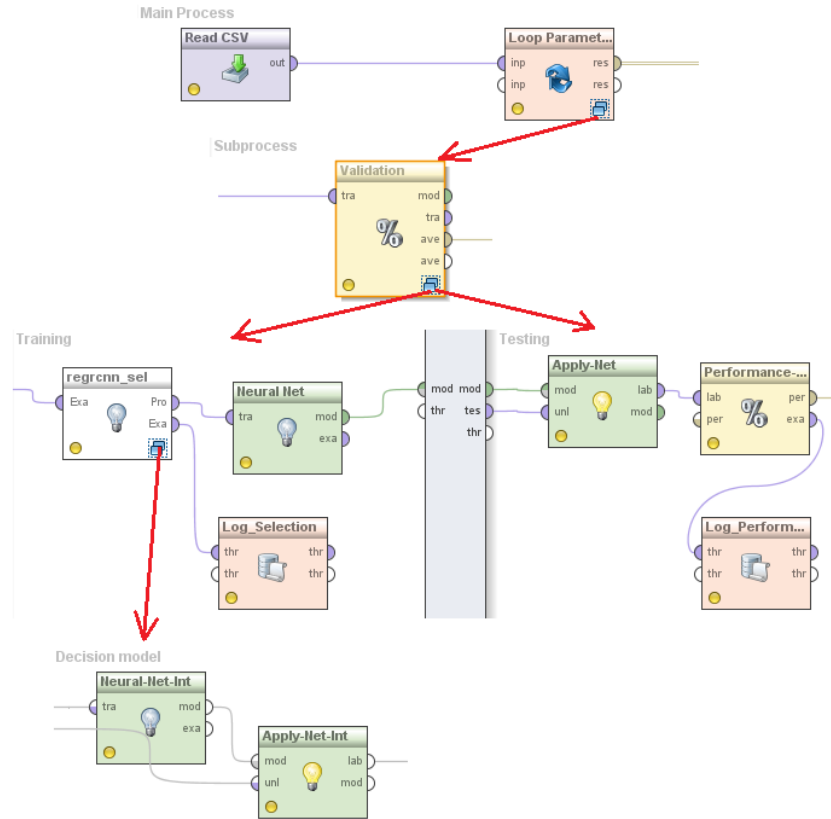 Main Process
Read CSV
out
Loop Paramet...
inp res
inp res
Subprocess
Validation
tra mod
tra
ave
ave
Training
Testing
regrcnn_sel
Exa Pro
Exa
Neural Net
tra mod
exa
mod mod
thr tes
thr
Apply-Net
mod lab
unl mod
Performance-...
lab per
per exa
Log_Selection
thr thr
thr thr
Log_Perform...
thr thr
thr thr
Decision model
Neural-Net-Int
tra mod
exa
Apply-Net-Int
mod lab
unl mod